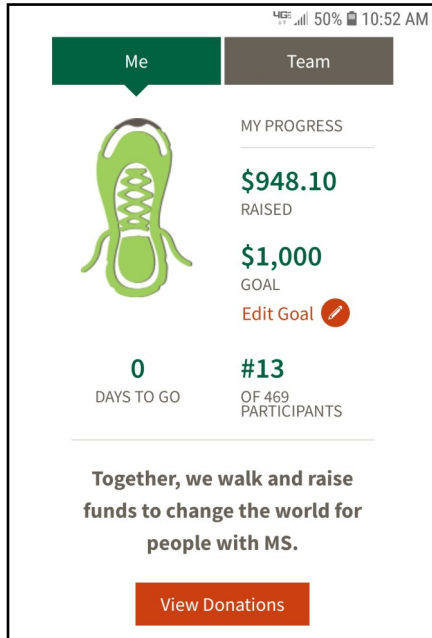 4G 50% 10:52 AM
Me
Team
MY PROGRESS
$948.10
RAISED
$1,000
GOAL
Edit Goal
0
DAYS TO GO
#13
OF 469
PARTICIPANTS
Together, we walk and raise
funds to change the world for
people with MS.
View Donations